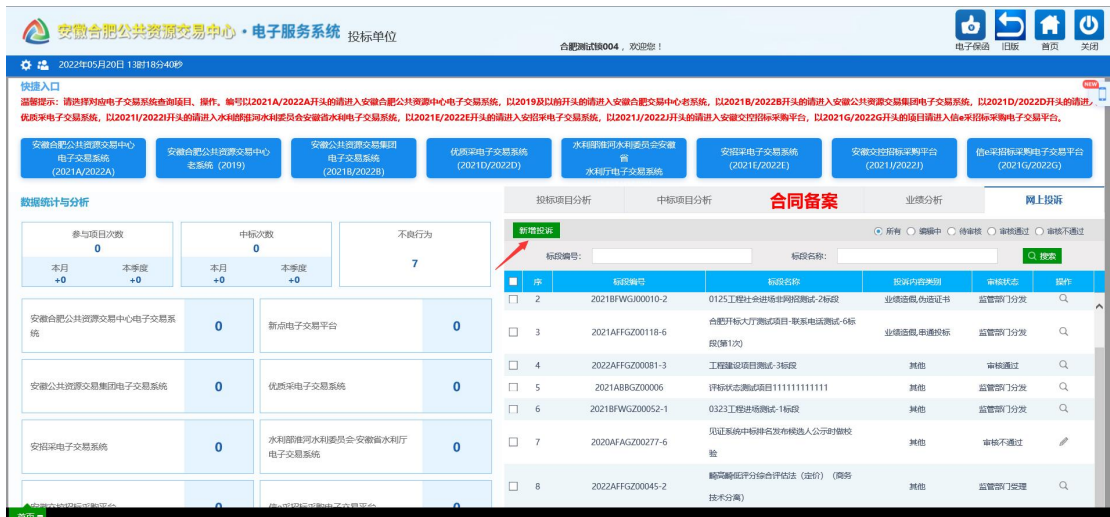 安徽合肥公共资源交易中心·电子服务系统 投标单位
合肥测试锁004，欢迎您！
电子保函 旧版 首页 关闭
2022年05月20日 13时18分40秒
快捷入口
NEW
温馨提示：请选择对应电子交易系统查询项目、操作。编号以2021A/2022A开头的请进入安徽合肥公共资源中心电子交易系统，以2019及以前开头的请进入安徽合肥交易中心老系统，以2021B/2022B开头的请进入安徽公共资源交易集团电子交易系统，以2021D/2022D开头的请进入
优质采电子交易系统，以2021I/2022I开头的请进入水利部淮河水利委员会安徽省水利电子交易系统，以2021E/2022E开头的请进入安招采电子交易系统，以2021J/2022J开头的请进入安徽交控招标采购平台，以2021G/2022G开头的项目请进入信e采招标采购电子交易平台。
安徽合肥公共资源交易中心
电子交易系统
(2021A/2022A)
安徽合肥公共资源交易中心
老系统 (2019)
安徽公共资源交易集团
电子交易系统
(2021B/2022B)
优质采电子交易系统
(2021D/2022D)
水利部淮河水利委员会安徽
省
水利厅电子交易系统
安招采电子交易系统
(2021E/2022E)
安徽交控招标采购平台
(2021J/2022J)
信e采招标采购电子交易平台
(2021G/2022G)
数据统计与分析
参与项目次数
0
本月 本季度
+0 +0
中标次数
0
本月 本季度
+0 +0
不良行为
7
安徽合肥公共资源交易中心电子交易系
统
0
新点电子交易平台
0
安徽公共资源交易集团电子交易系统
0
优质采电子交易系统
0
安招采电子交易系统
0
水利部淮河水利委员会·安徽省水利厅
电子交易系统
0
安徽交控招标采购平台
0
信e采招标采购电子交易平台
0
首页
投标项目分析 中标项目分析 合同备案 业绩分析 网上投诉
新增投诉
所有 编辑中 待审核 审核通过 审核不通过
标段编号： 标段名称： 搜索
序 标段编号 标段名称 投诉内容类别 审核状态 操作
2 2021BFWGJ00010-2 0125工程社会进场非网招测试-2标段 业绩造假,伪造证书 监管部门分发
3 2021AFFGZ00118-6 合肥开标大厅测试项目-联系电话测试-6标
段(第1次) 业绩造假,串通投标 监管部门分发
4 2022AFFGZ00081-3 工程建设项目测试-3标段 其他 审核通过
5 2021ABBGZ00006 评标状态测试项目111111111111 其他 监管部门分发
6 2021BFWGZ00052-1 0323工程进场测试-1标段 其他 监管部门分发
7 2020AFAGZ00277-6 见证系统中标排名发布候选人公示时做校
验 其他 审核不通过
8 2022AFFGZ00045-2 畸高畸低评分综合评估法（定价）（商务
技术分离） 其他 监管部门受理